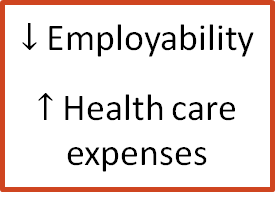 ↓ Employability
↑ Health care
expenses